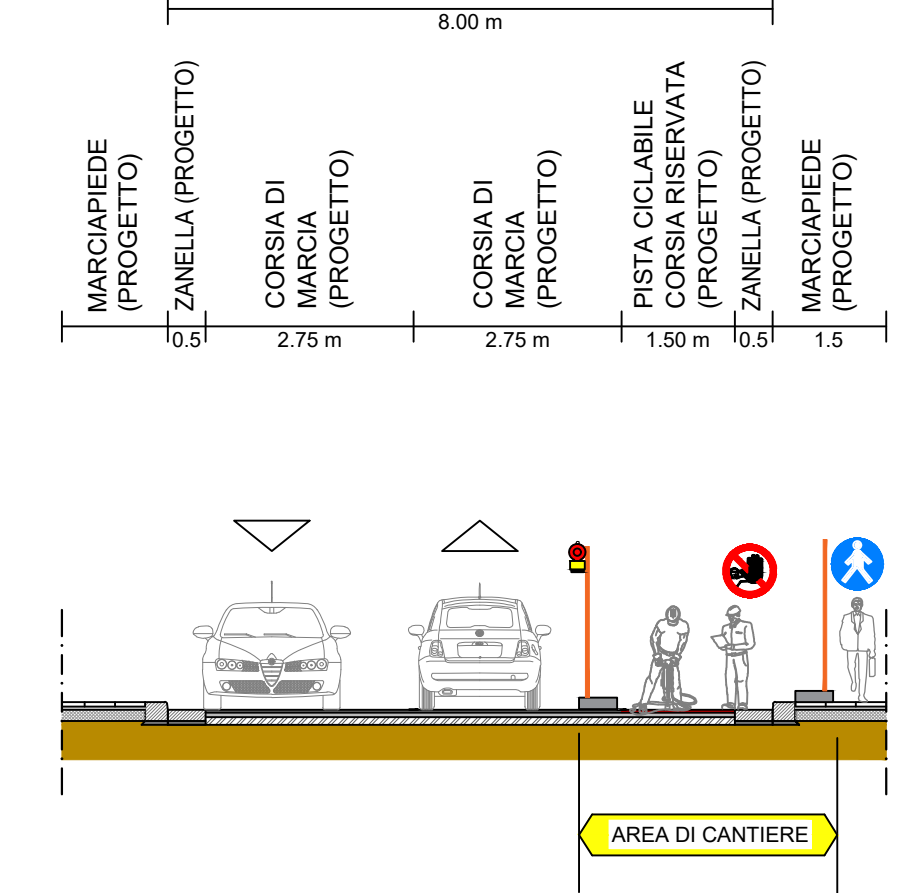 8.00 m
MARCIAPIEDE
(PROGETTO)
ZANELLA (PROGETTO)
CORSIA DI
MARCIA
(PROGETTO)
CORSIA DI
MARCIA
(PROGETTO)
PISTA CICLABILE
CORSIA RISERVATA
(PROGETTO)
ZANELLA (PROGETTO)
MARCIAPIEDE
(PROGETTO)
0.5
2.75 m
2.75 m
1.50 m
0.5
1.5
AREA DI CANTIERE